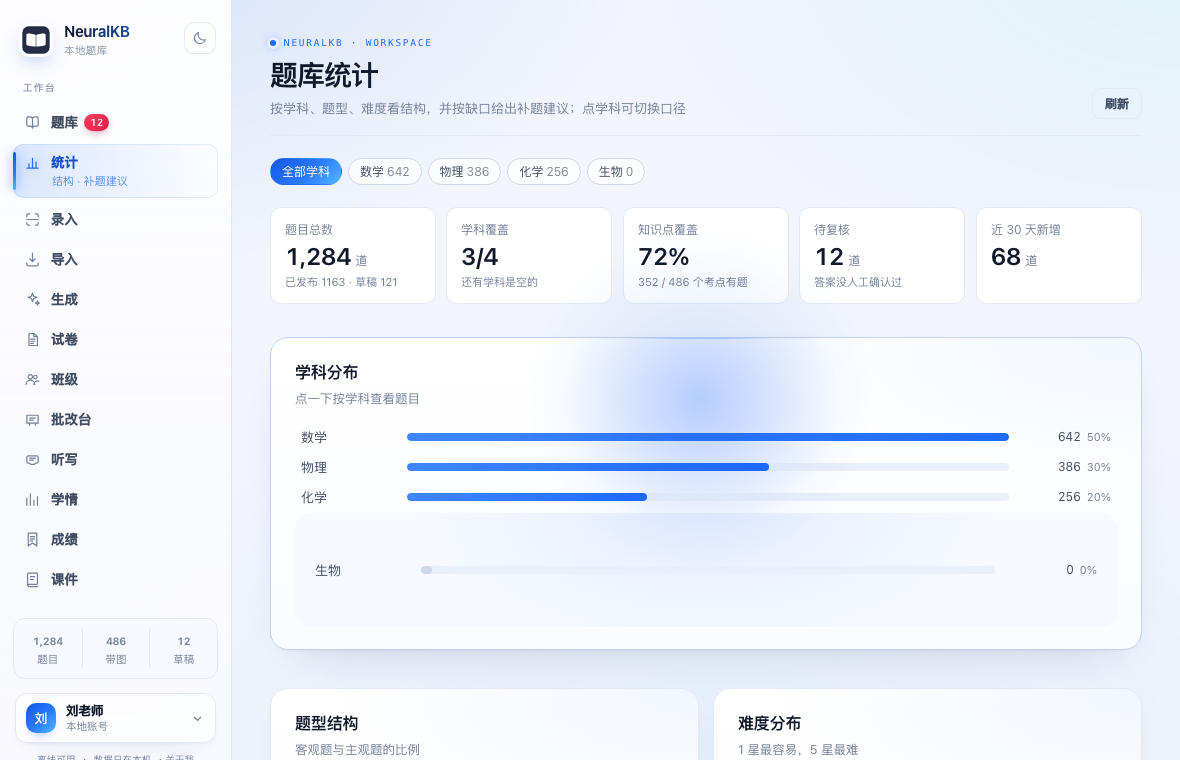 NeuralKB
本地题库
工作台
题库 12
统计
结构 · 补题建议
录入
导入
生成
试卷
班级
批改台
听写
学情
成绩
课件
1,284 486 12
题目 带图 草稿
刘 刘老师
本地账号
NEURALKB · WORKSPACE
题库统计
按学科、题型、难度看结构，并按缺口给出补题建议；点学科可切换口径
刷新
全部学科 数学 642 物理 386 化学 256 生物 0
题目总数
1,284 道
已发布 1163 · 草稿 121
学科覆盖
3/4
还有学科是空的
知识点覆盖
72%
352 / 486 个考点有题
待复核
12 道
答案没人工确认过
近 30 天新增
68 道
学科分布
点一下按学科查看题目
数学 642 50%
物理 386 30%
化学 256 20%
生物 0 0%
题型结构
客观题与主观题的比例
难度分布
1 星最容易，5 星最难